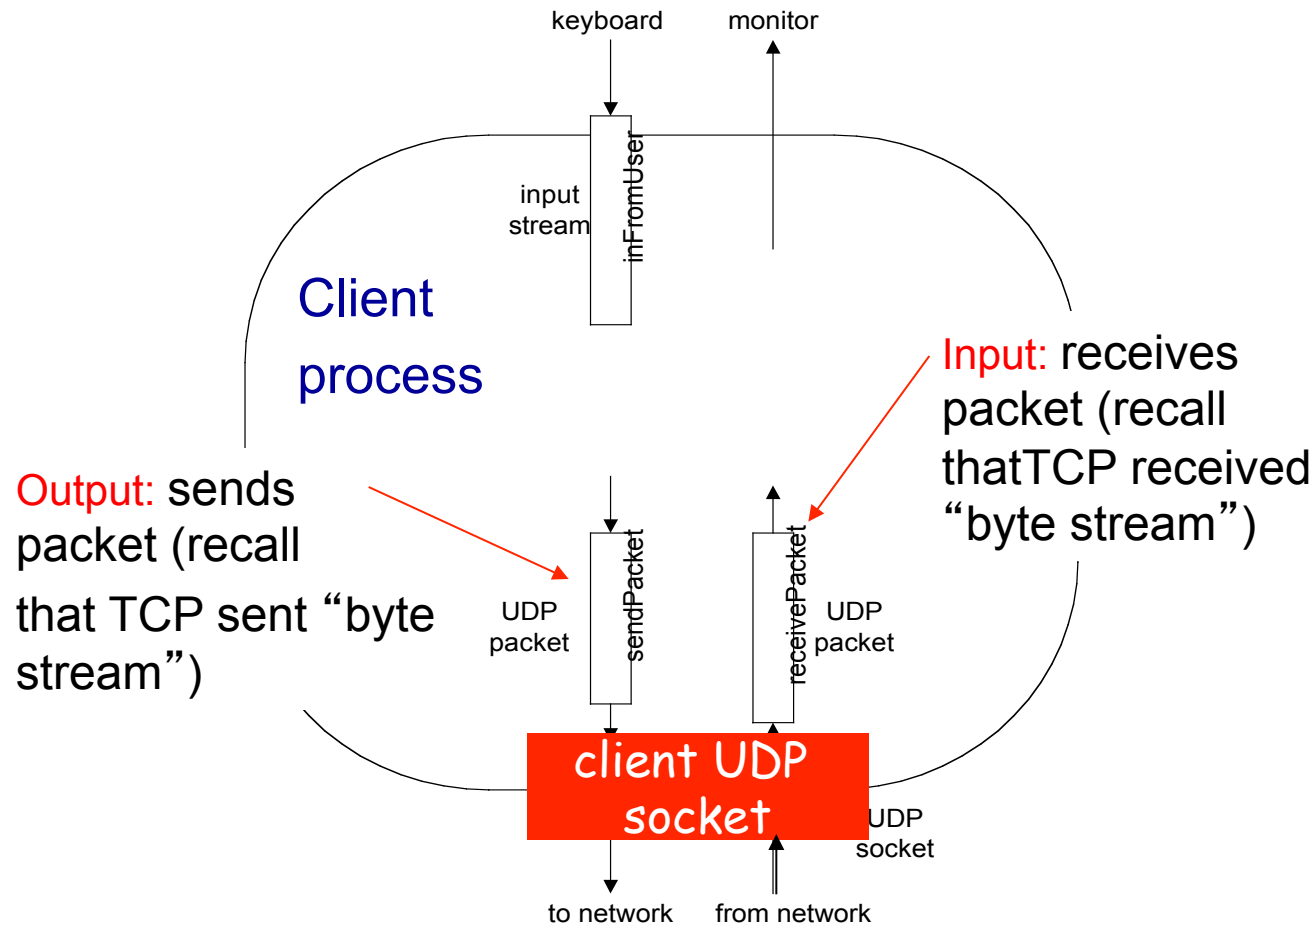 keyboard
monitor
input
stream
inFromUser
Client
process
Input: receives
packet (recall
thatTCP received
“byte stream”)
Output: sends
packet (recall
that TCP sent “byte
stream”)
UDP
packet
sendPacket
receivePacket
UDP
packet
client UDP
socket
UDP
socket
to network
from network